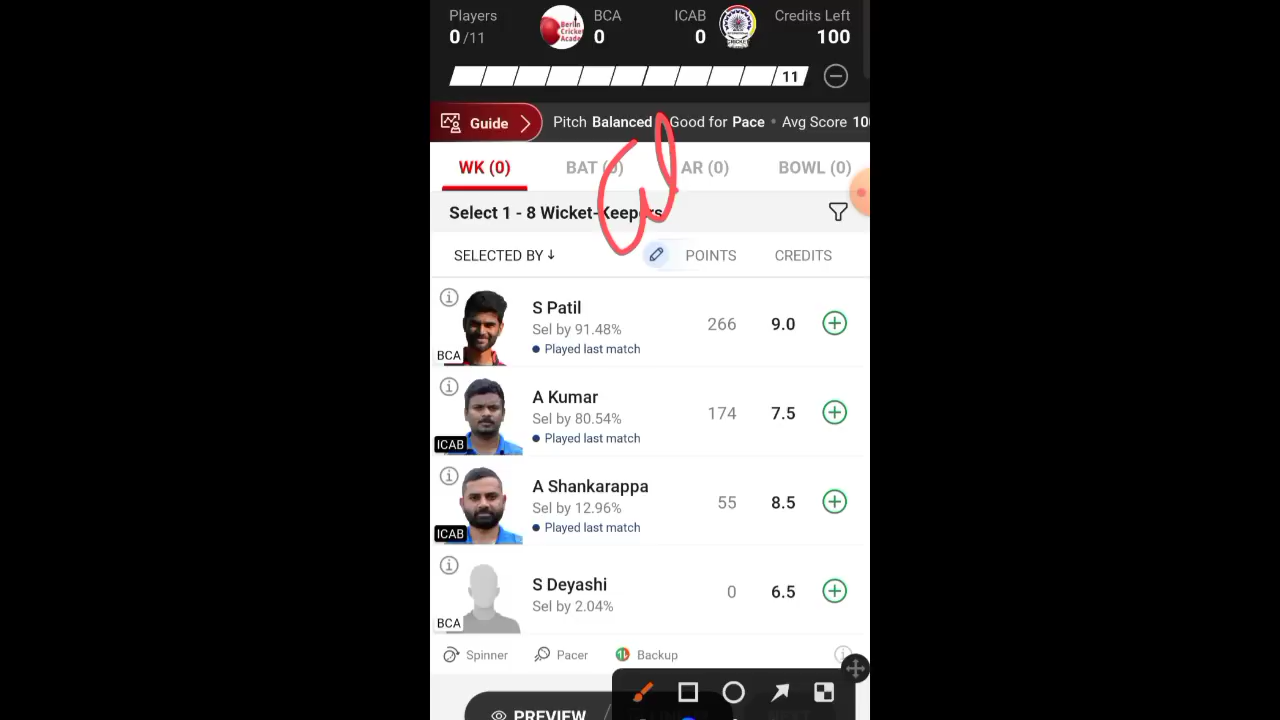 Players BCA ICAB Credits Left
0 /11 0 0 100
11
Guide Pitch Balanced Good for Pace • Avg Score 10
WK (0) BAT (0) AR (0) BOWL (0)
Select 1 - 8 Wicket-Keepers
SELECTED BY ↓ POINTS CREDITS
S Patil
Sel by 91.48% 266 9.0
Played last match
BCA
A Kumar
Sel by 80.54% 174 7.5
Played last match
ICAB
A Shankarappa
Sel by 12.96% 55 8.5
Played last match
ICAB
S Deyashi
Sel by 2.04% 0 6.5
BCA
Spinner Pacer Backup
PREVIEW